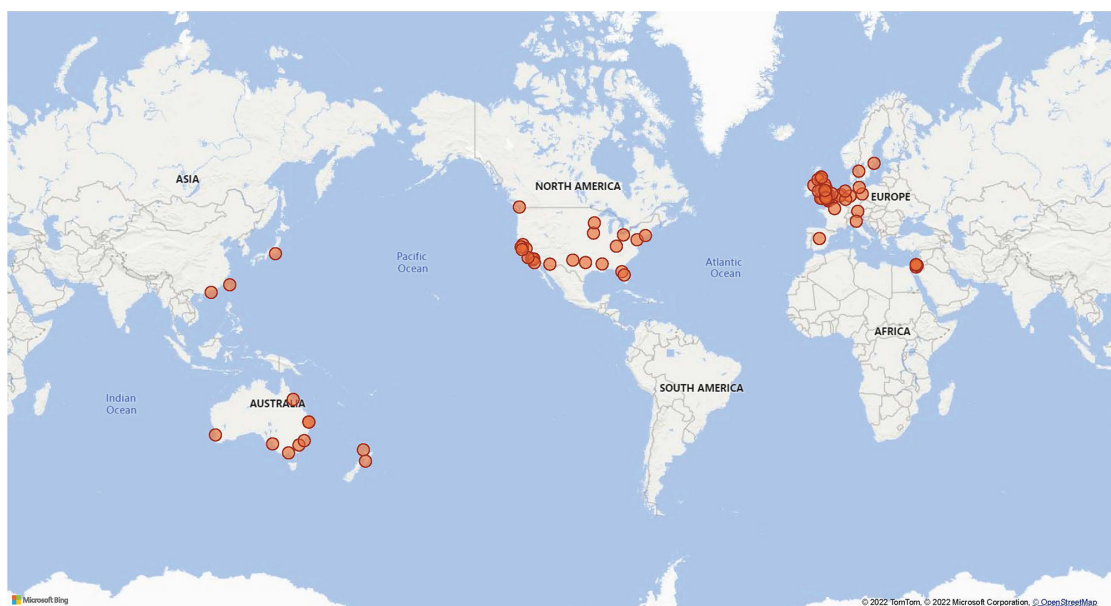 ASIA
NORTH AMERICA
EUROPE
Pacific
Ocean
Atlantic
Ocean
AFRICA
SOUTH AMERICA
Indian
Ocean
AUSTRALIA
Microsoft Bing
© 2022 TomTom, © 2022 Microsoft Corporation, © OpenStreetMap